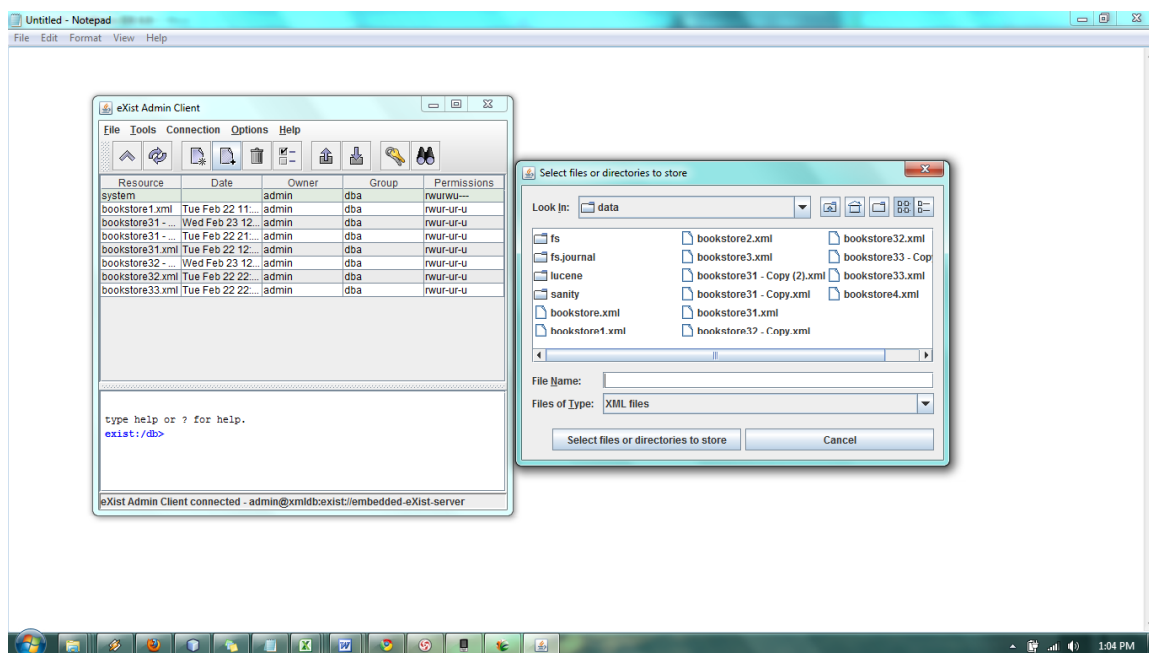 Untitled - Notepad
File Edit Format View Help
eXist Admin Client
File Tools Connection Options Help
Resource Date Owner Group Permissions
system admin dba rwurwu---
bookstore1.xml Tue Feb 22 11:... admin dba rwur-ur-u
bookstore31 - ... Wed Feb 23 12... admin dba rwur-ur-u
bookstore31 - ... Tue Feb 22 21:... admin dba rwur-ur-u
bookstore31.xml Tue Feb 22 12:... admin dba rwur-ur-u
bookstore32 - ... Wed Feb 23 12... admin dba rwur-ur-u
bookstore32.xml Tue Feb 22 22:... admin dba rwur-ur-u
bookstore33.xml Tue Feb 22 22:... admin dba rwur-ur-u
type help or ? for help.
exist:/db>
eXist Admin Client connected - admin@xmldb:exist://embedded-eXist-server
Select files or directories to store
Look In: data
fs bookstore2.xml bookstore32.xml
fs.journal bookstore3.xml bookstore33 - Cop
lucene bookstore31 - Copy (2).xml bookstore33.xml
sanity bookstore31 - Copy.xml bookstore4.xml
bookstore.xml bookstore31.xml
bookstore1.xml bookstore32 - Copy.xml
File Name:
Files of Type: XML files
Select files or directories to store Cancel
1:04 PM